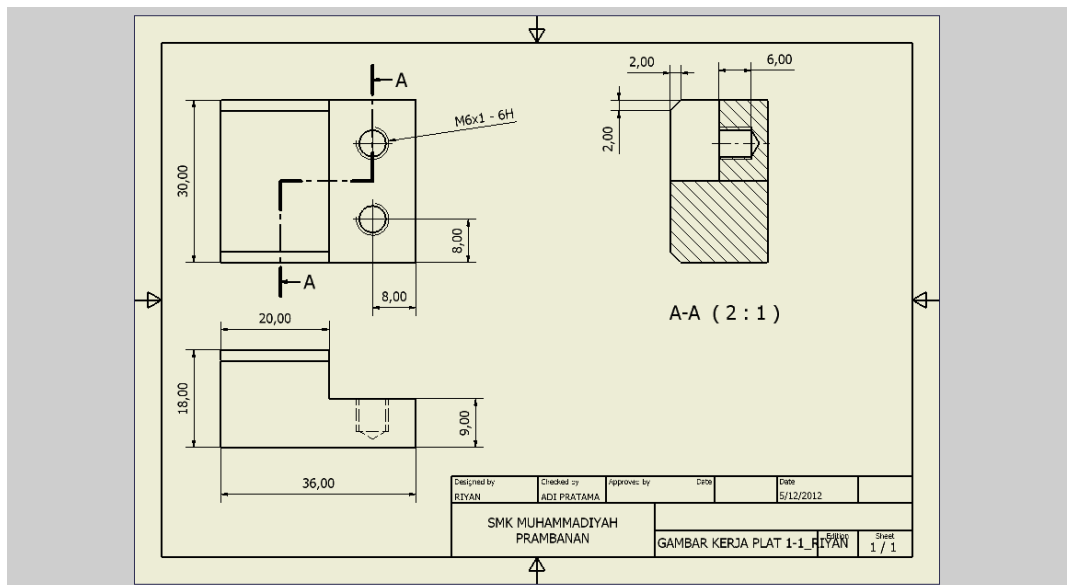 A
M6x1 - 6H
30,00
8,00
A
8,00
2,00
6,00
2,00
A-A ( 2 : 1 )
20,00
18,00
9,00
36,00
Designed by
RIYAN
Checked by
ADI PRATAMA
Approved by
Date
Date
5/12/2012
SMK MUHAMMADIYAH
PRAMBANAN
GAMBAR KERJA PLAT 1-1_RIYAN
Edition
Sheet
1 / 1